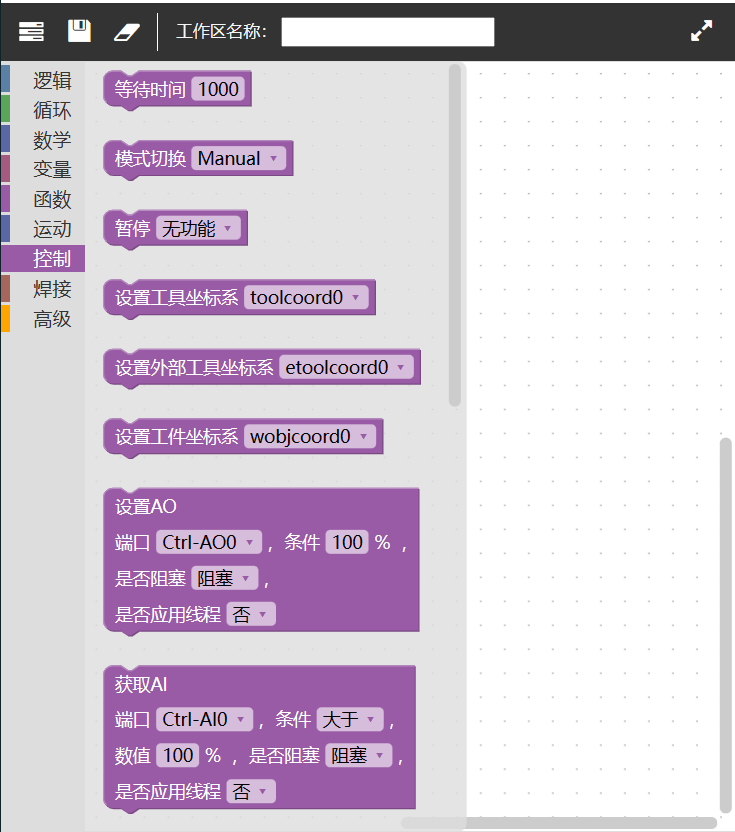 工作区名称:
逻辑
循环
数学
变量
函数
运动
控制
焊接
高级
等待时间 1000
模式切换 Manual
暂停 无功能
设置工具坐标系 toolcoord0
设置外部工具坐标系 etoolcoord0
设置工件坐标系 wobjcoord0
设置AO
端口 Ctrl-AO0 ，条件 100 % ，
是否阻塞 阻塞 ，
是否应用线程 否
获取AI
端口 Ctrl-AI0 ，条件 大于 ，
数值 100 % ，是否阻塞 阻塞 ，
是否应用线程 否